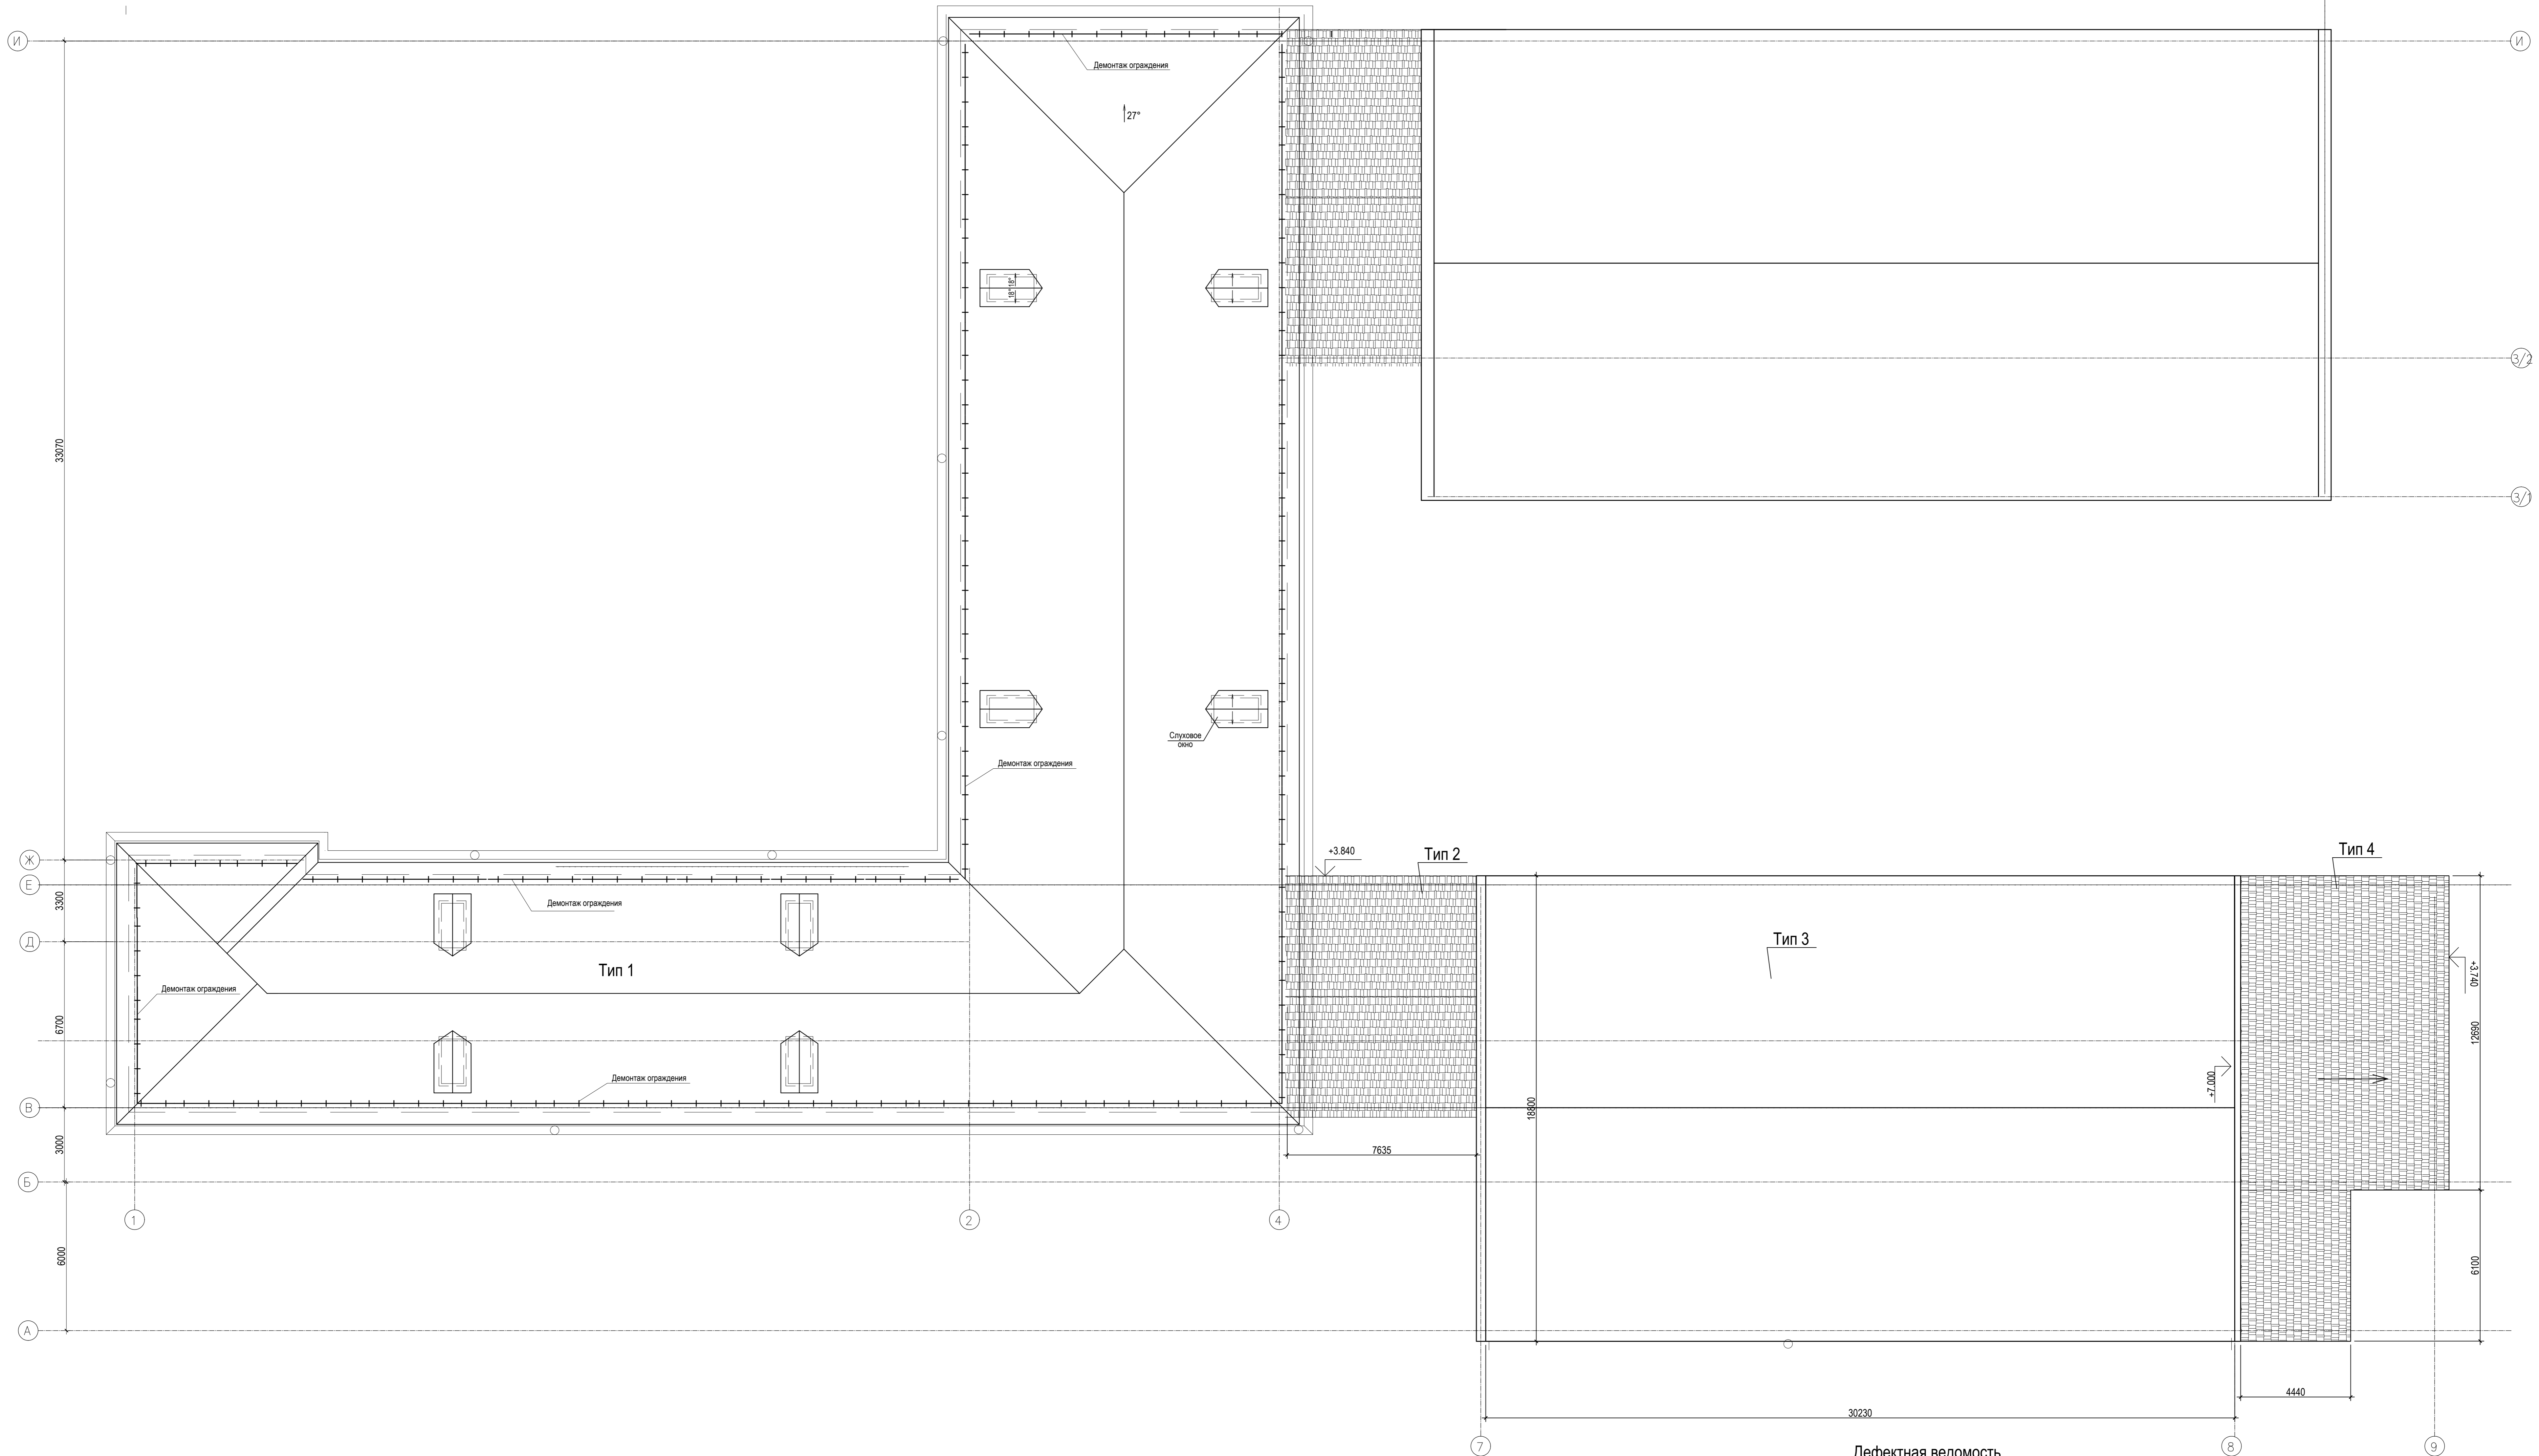 И
И
Демонтаж ограждения
27°
18°
18°
3/2
33070
3/1
Слуховое
окно
Демонтаж ограждения
+3.840
Тип 2
Тип 4
Ж
Е
3300
Демонтаж ограждения
Д
Тип 3
Тип 1
+3.740
Демонтаж ограждения
6700
12690
Демонтаж ограждения
+7.000
В
18800
3000
7635
Б
1
2
4
6000
6100
А
4440
30230
7
8
9
Дефектная ведомость